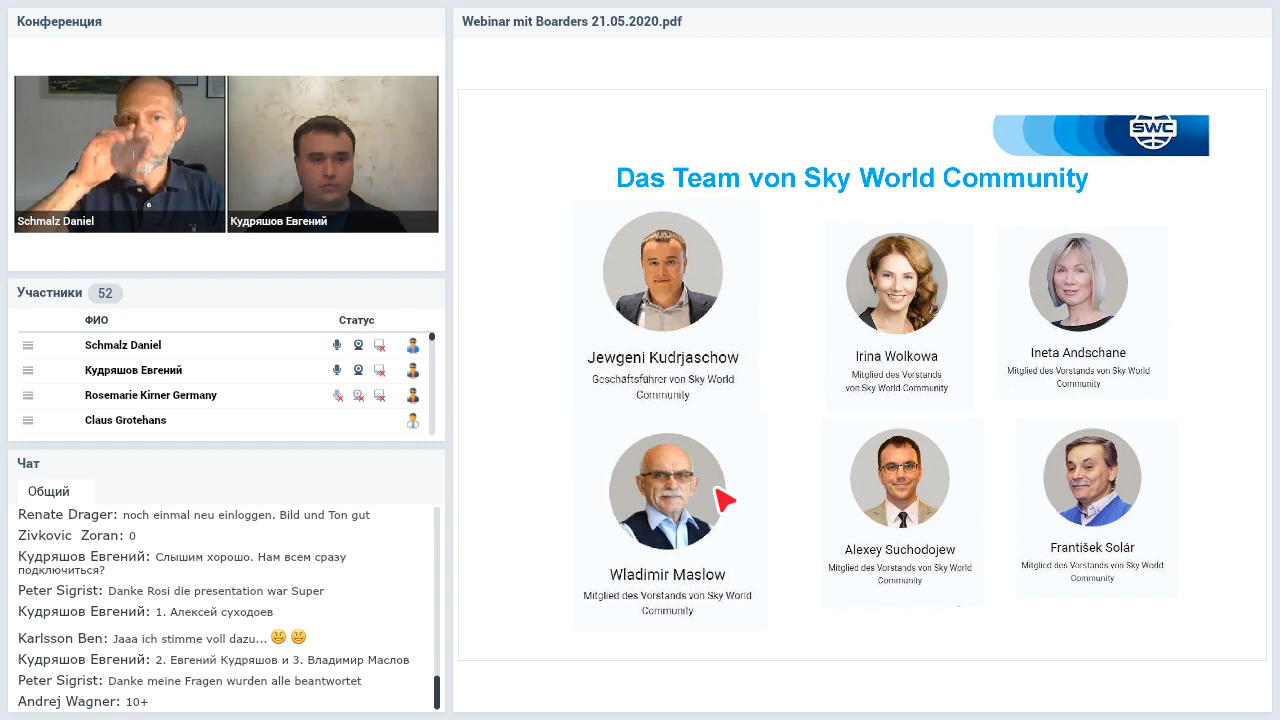 Конференция
Schmalz Daniel
Кудряшов Евгений
Участники 52
ФИО Статус
Schmalz Daniel
Кудряшов Евгений
Rosemarie Kirner Germany
Claus Grotehans
Чат
Общий
Renate Drager: noch einmal neu einloggen. Bild und Ton gut
Zivkovic Zoran: 0
Кудряшов Евгений: Слышим хорошо. Нам всем сразу
подключиться?
Peter Sigrist: Danke Rosi die presentation war Super
Кудряшов Евгений: 1. Алексей суходоев
Karlsson Ben: Jaaa ich stimme voll dazu...
Кудряшов Евгений: 2. Евгений Кудряшов и 3. Владимир Маслов
Peter Sigrist: Danke meine Fragen wurden alle beantwortet
Andrej Wagner: 10+
Webinar mit Boarders 21.05.2020.pdf
SWC
Das Team von Sky World Community
Jewgeni Kudrjaschow
Geschäftsführer von Sky World
Community
Irina Wolkowa
Mitglied des Vorstands
von Sky World Community
Ineta Andschane
Mitglied des Vorstands von Sky World
Community
Wladimir Maslow
Mitglied des Vorstands von Sky World
Community
Alexey Suchodojew
Mitglied des Vorstands von Sky World
Community
František Solár
Mitglied des Vorstands von Sky World
Community